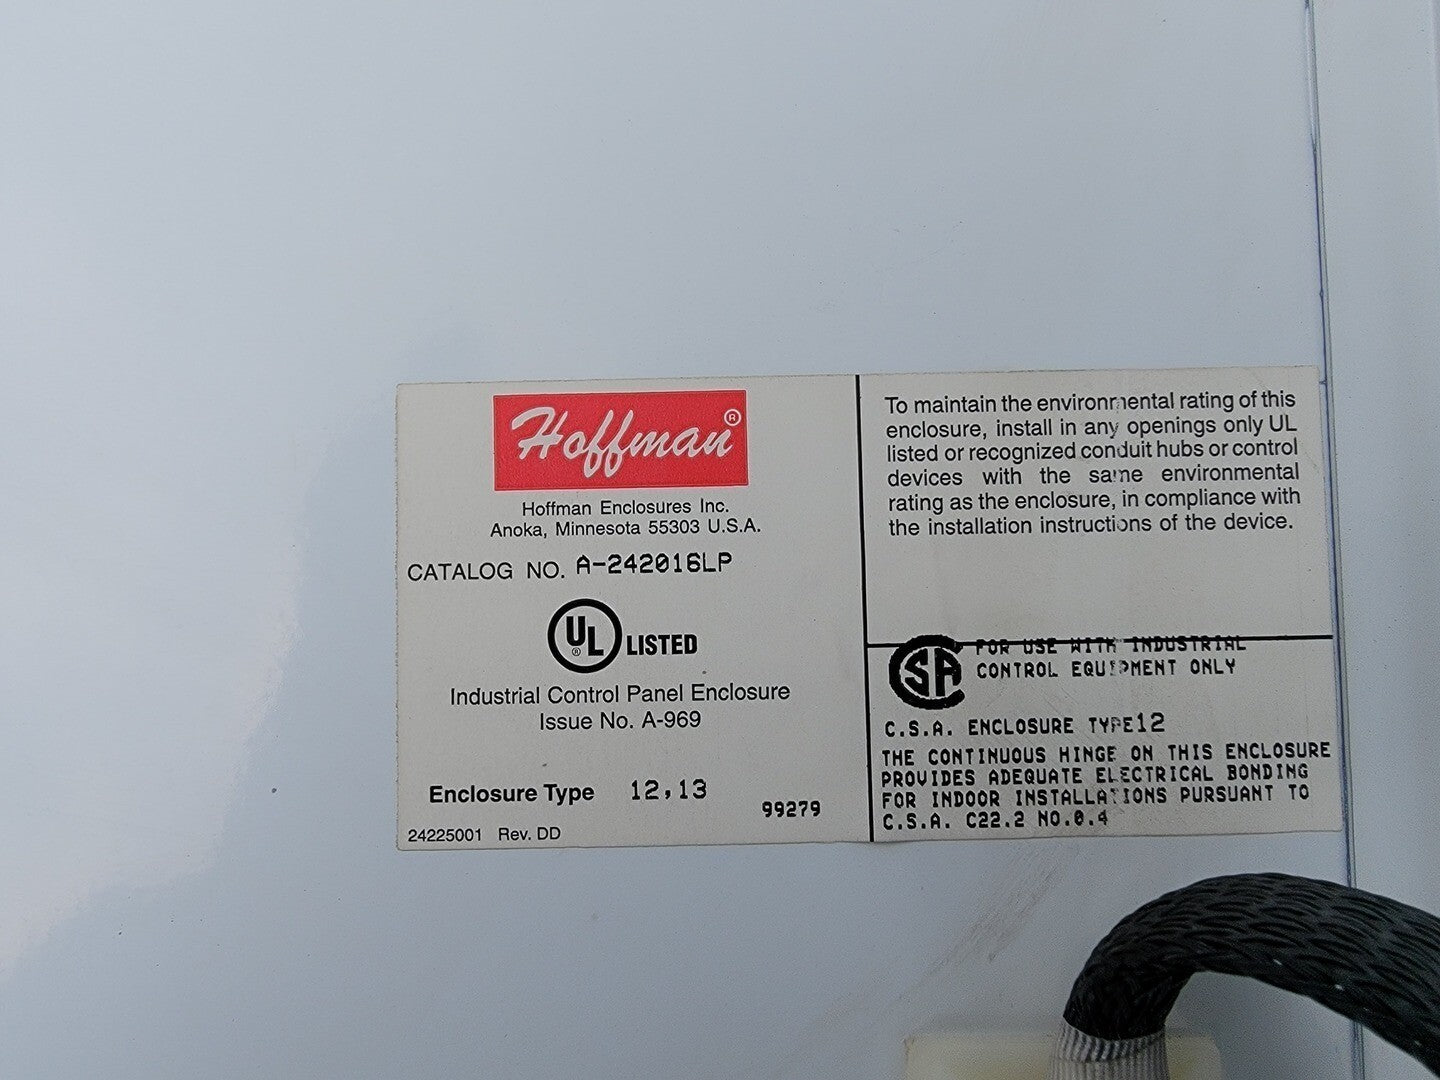 Hoffman®
Hoffman Enclosures Inc.
Anoka, Minnesota 55303 U.S.A.
CATALOG NO. A-242016LP
UL® LISTED
Industrial Control Panel Enclosure
Issue No. A-969
Enclosure Type 12,13
99279
24225001 Rev. DD
To maintain the environmental rating of this
enclosure, install in any openings only UL
listed or recognized conduit hubs or control
devices with the same environmental
rating as the enclosure, in compliance with
the installation instructions of the device.
SA FOR USE WITH INDUSTRIAL
CONTROL EQUIPMENT ONLY
C.S.A. ENCLOSURE TYPE12
THE CONTINUOUS HINGE ON THIS ENCLOSURE
PROVIDES ADEQUATE ELECTRICAL BONDING
FOR INDOOR INSTALLATIONS PURSUANT TO
C.S.A. C22.2 NO.0.4